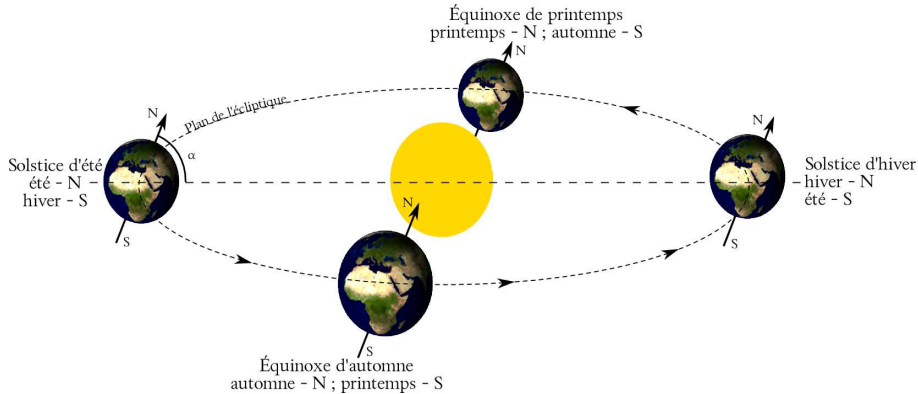 Équinoxe de printemps
printemps - N ; automne - S
N
Plan de l'écliptique
N
α
N
Solstice d'été
été - N
hiver - S
Solstice d'hiver
hiver - N
été - S
N
S
S
S
Équinoxe d'automne
automne - N ; printemps - S